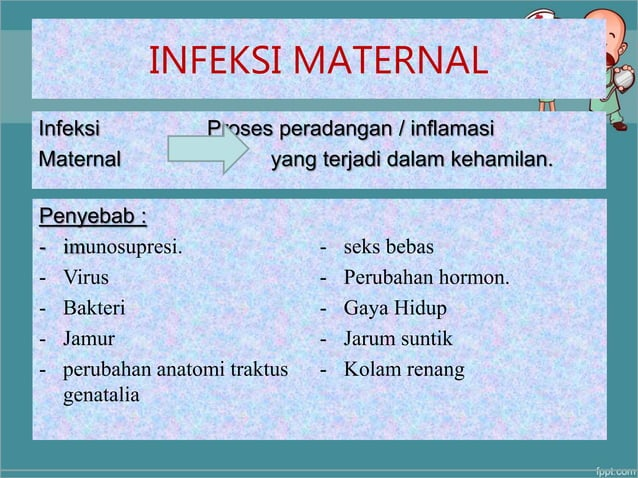 INFEKSI MATERNAL
Infeksi Proses peradangan / inflamasi
Maternal yang terjadi dalam kehamilan.
Penyebab :
- imunosupresi.
- Virus
- Bakteri
- Jamur
- perubahan anatomi traktus
genatalia
- seks bebas
- Perubahan hormon.
- Gaya Hidup
- Jarum suntik
- Kolam renang
fppt.com